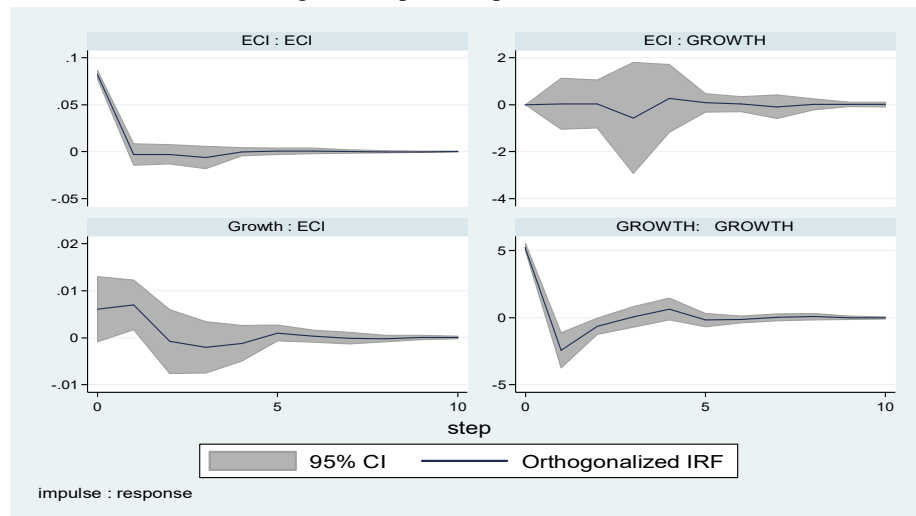 ECI : ECI
ECI : GROWTH
.1
.05
0
-.05
2
0
-2
-4
Growth : ECI
GROWTH: GROWTH
.02
.01
0
-.01
5
0
-5
0 5 10
0 5 10
step
95% CI Orthogonalized IRF
impulse : response